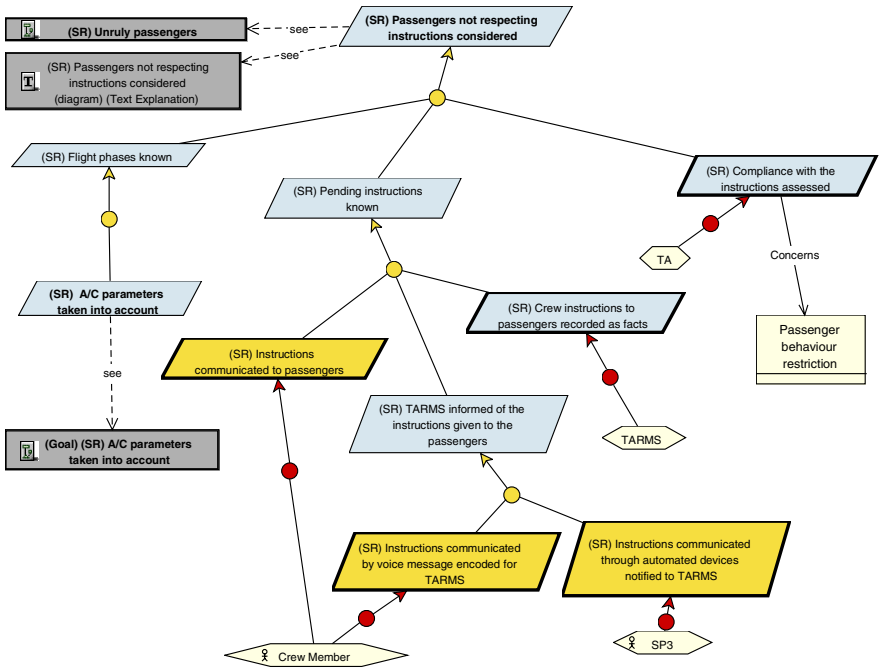 (SR) Passengers not respecting
instructions considered
(SR) Unruly passengers
see
see
(SR) Passengers not respecting
instructions considered
(diagram) (Text Explanation)
(SR) Flight phases known
(SR) Pending instructions
known
(SR) Compliance with the
instructions assessed
TA
Concerns
Passenger
behaviour
restriction
(SR) A/C parameters
taken into account
see
(Goal) (SR) A/C parameters
taken into account
(SR) Instructions
communicated to passengers
(SR) Crew instructions to
passengers recorded as facts
TARMS
(SR) TARMS informed of the
instructions given to the
passengers
(SR) Instructions communicated
by voice message encoded for
TARMS
(SR) Instructions communicated
through automated devices
notified to TARMS
Crew Member
SP3